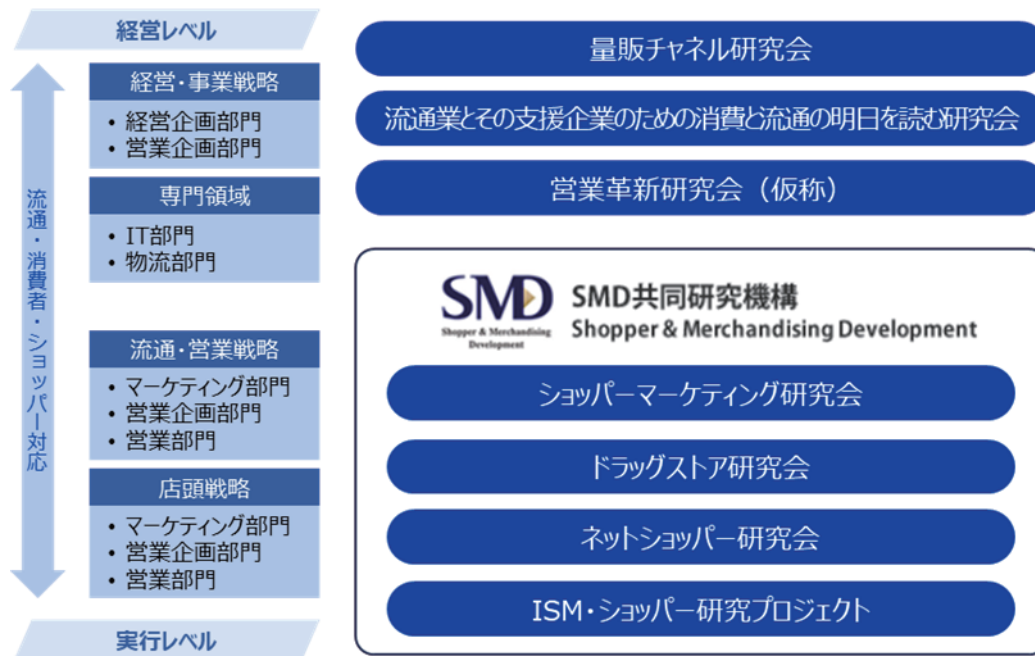 経営レベル
経営・事業戦略
• 経営企画部門
• 営業企画部門
専門領域
• IT部門
• 物流部門
流通・営業戦略
• マーケティング部門
• 営業企画部門
• 営業部門
店頭戦略
• マーケティング部門
• 営業企画部門
• 営業部門
実行レベル
流通・消費者・ショッパー対応
量販チャネル研究会
流通業とその支援企業のための消費と流通の明日を読む研究会
営業革新研究会（仮称）
SMD
Shopper & Merchandising
Development
SMD共同研究機構
Shopper & Merchandising Development
ショッパーマーケティング研究会
ドラッグストア研究会
ネットショッパー研究会
ISM・ショッパー研究プロジェクト